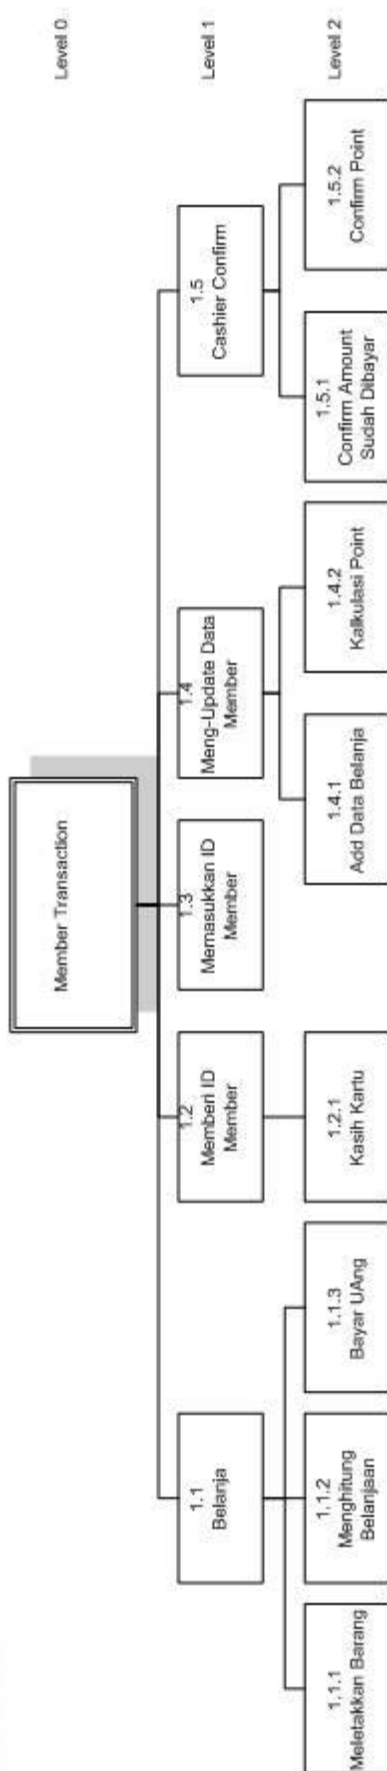 Member Transaction
Level 0
1.1
Belanja
1.2
Memberi ID
Member
1.3
Memasukkan ID
Member
1.4
Meng-Update Data
Member
1.5
Cashier Confirm
Level 1
1.1.1
Meletakkan Barang
1.1.2
Menghitung
Belanjaan
1.1.3
Bayar UAng
1.2.1
Kasih Kartu
1.4.1
Add Data Belanja
1.4.2
Kalkulasi Point
1.5.1
Confirm Amount
Sudah Dibayar
1.5.2
Confirm Point
Level 2